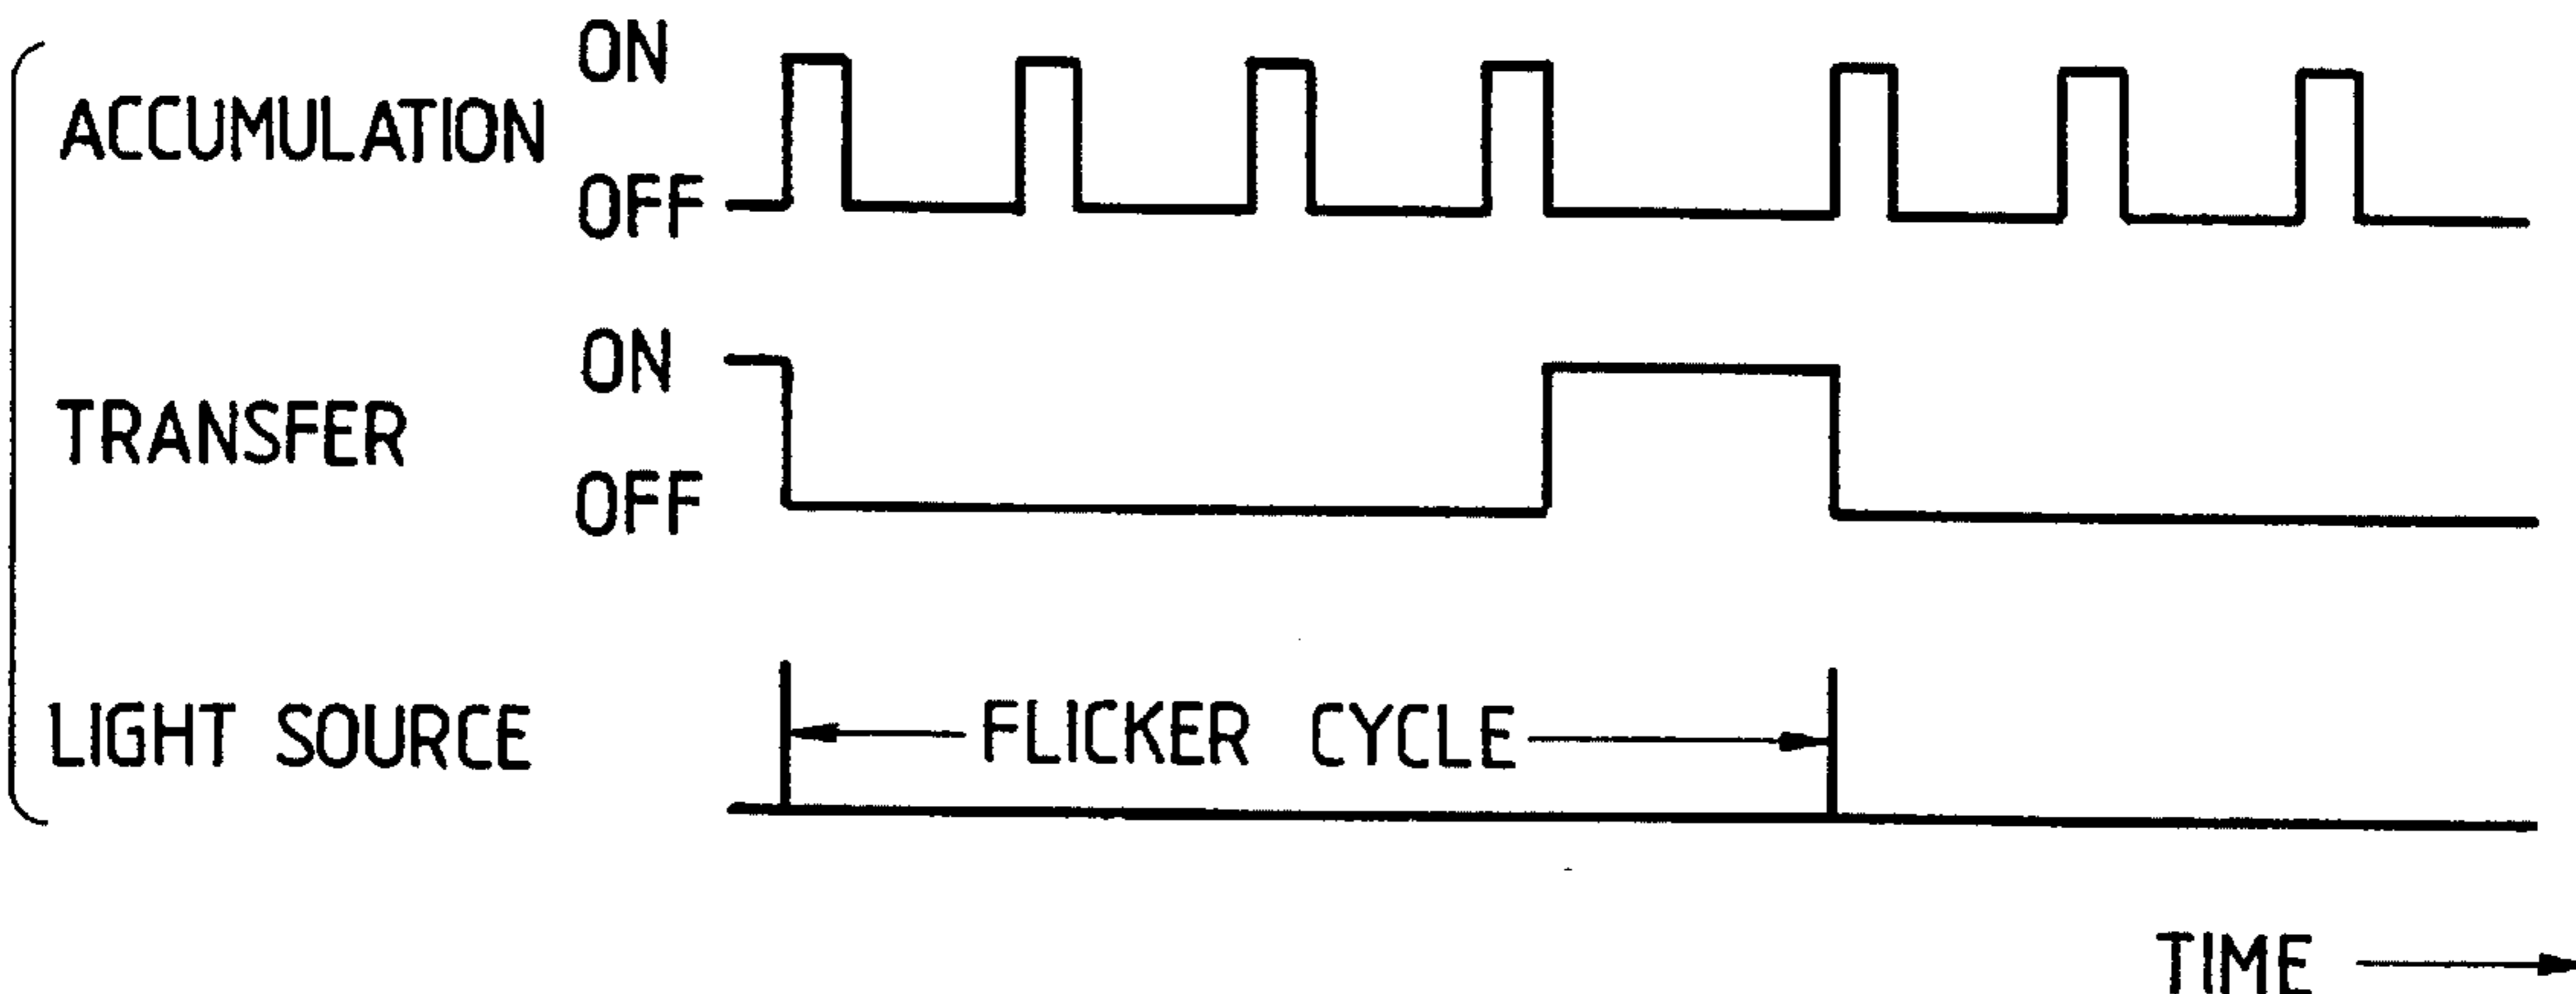 ON
ACCUMULATION
OFF
ON
TRANSFER
OFF
LIGHT SOURCE
FLICKER CYCLE
TIME